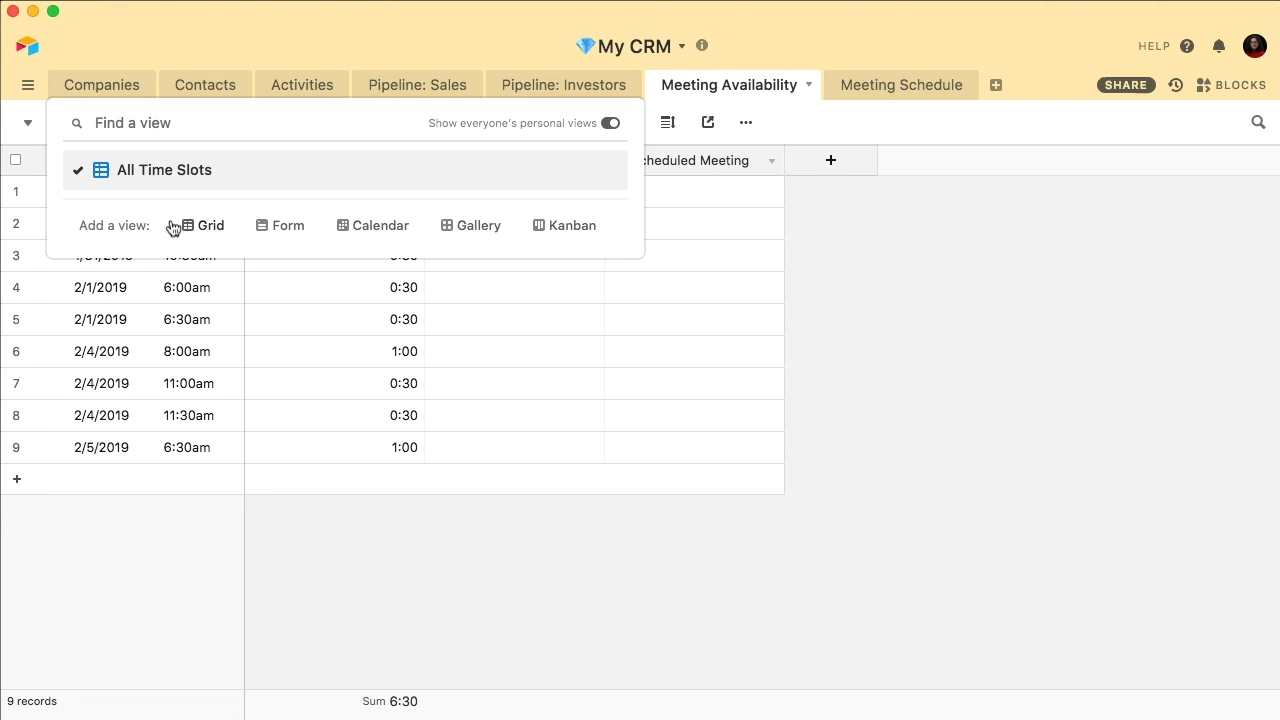 My CRM
HELP
Companies
Contacts
Activities
Pipeline: Sales
Pipeline: Investors
Meeting Availability
Meeting Schedule
SHARE
BLOCKS
Find a view
Show everyone's personal views
All Time Slots
Meeting
Add a view:
Grid
Form
Calendar
Gallery
Kanban
1
2
3
4 2/1/2019 6:00am 0:30
5 2/1/2019 6:30am 0:30
6 2/4/2019 8:00am 1:00
7 2/4/2019 11:00am 0:30
8 2/4/2019 11:30am 0:30
9 2/5/2019 6:30am 1:00
+
9 records
Sum 6:30